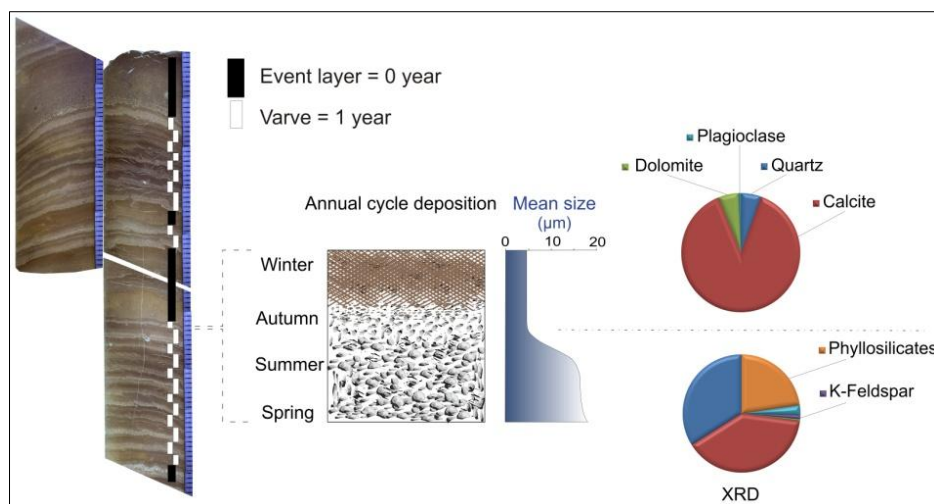 Event layer = 0 year
Varve = 1 year
Plagioclase
Dolomite
Quartz
Calcite
Annual cycle deposition
Mean size
(µm)
0 10 20
Winter
Autumn
Summer
Spring
Phyllosilicates
K-Feldspar
XRD